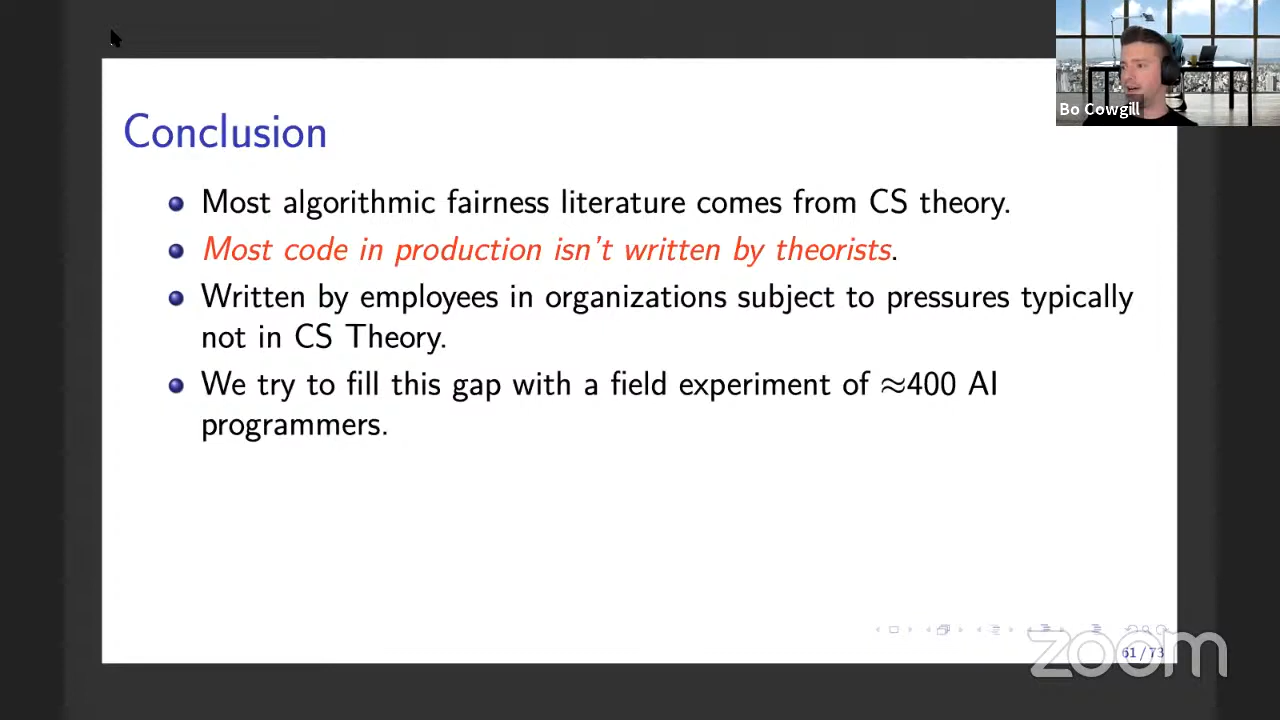 Bo Cowgill
Conclusion
Most algorithmic fairness literature comes from CS theory.
Most code in production isn't written by theorists.
Written by employees in organizations subject to pressures typically
not in CS Theory.
We try to fill this gap with a field experiment of ≈400 AI
programmers.
61 / 73
zoom